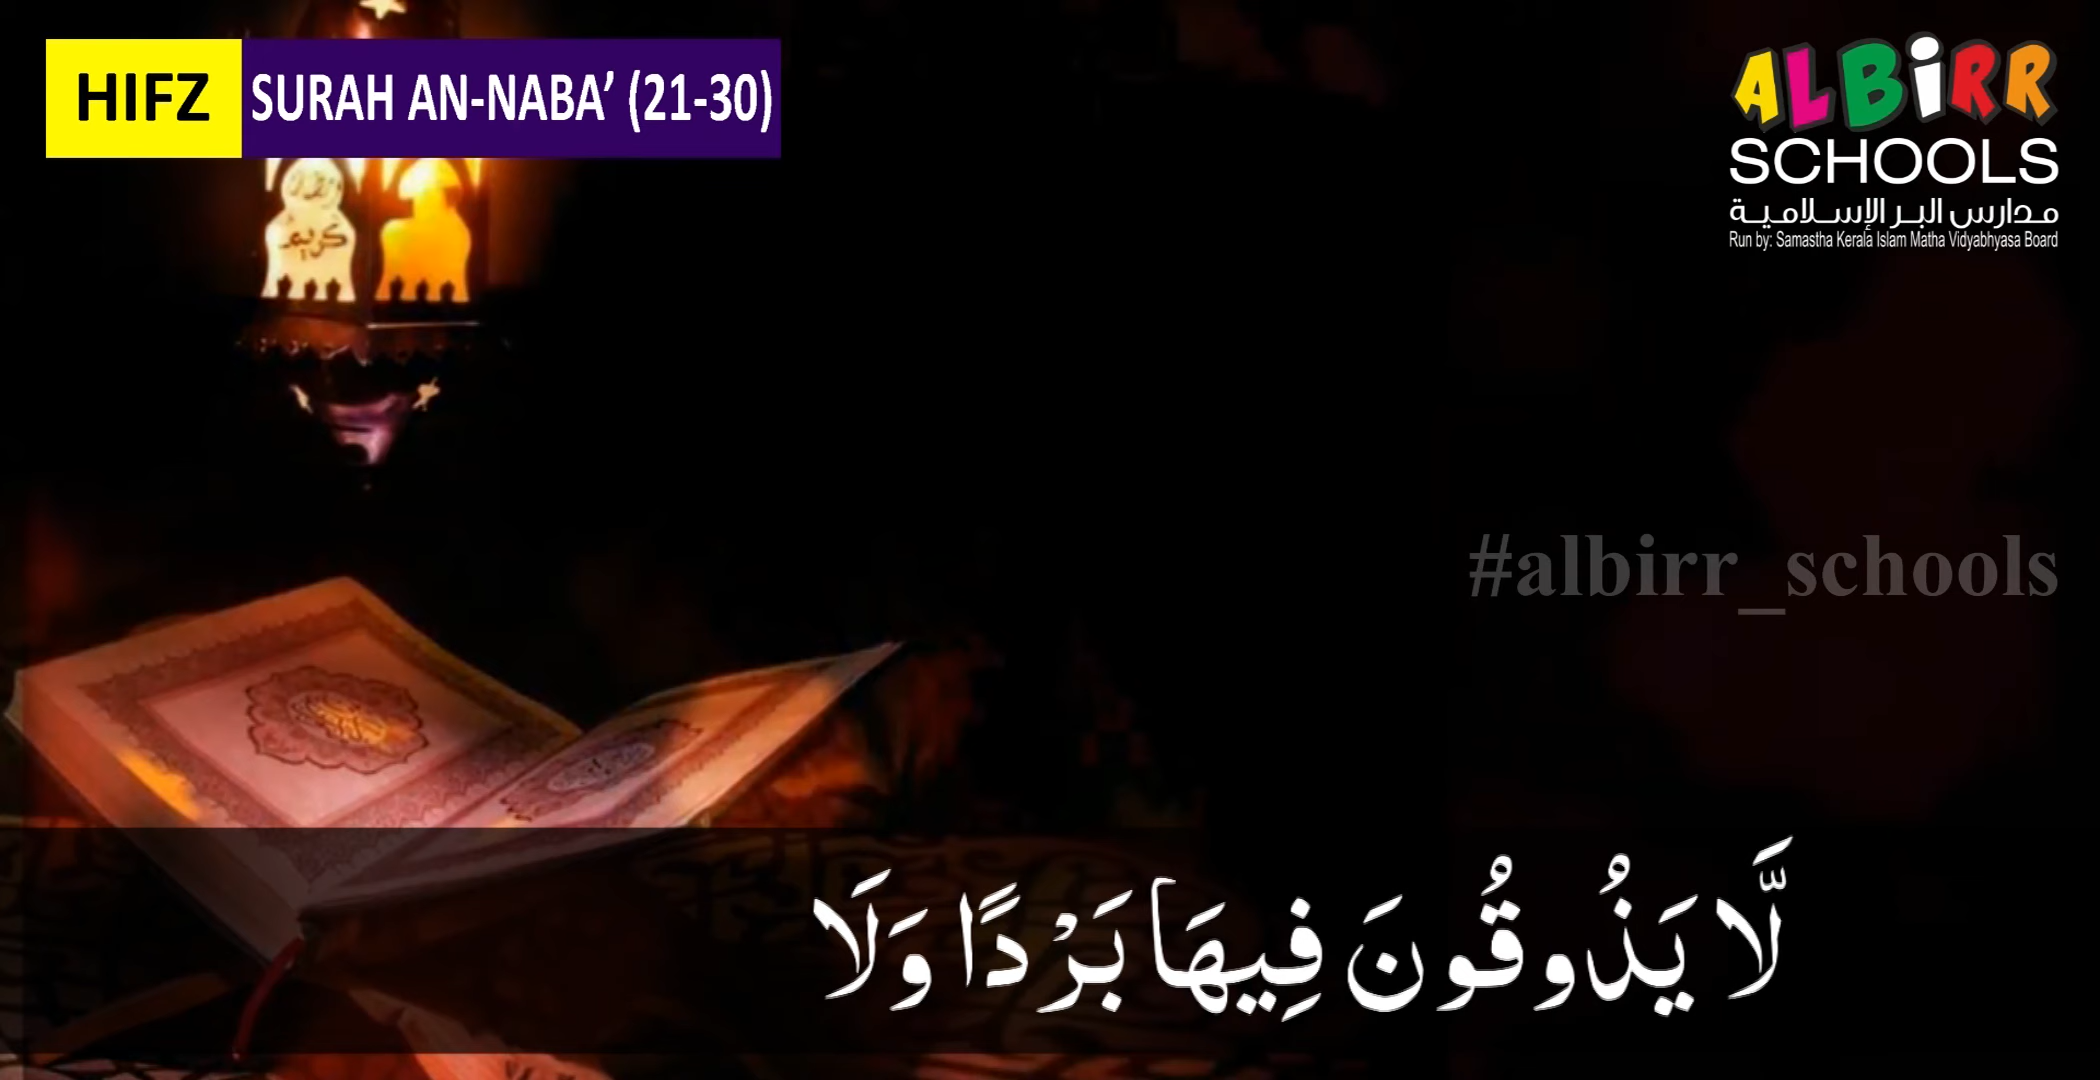 HIFZ SURAH AN-NABA’ (21-30)
ALBiRR
SCHOOLS
مدارس البر الإسلامية
Run by: Samastha Kerala Islam Matha Vidyabhyasa Board
كريم
#albirr_schools
لَّا يَذُوقُونَ فِيهَا بَرْدًا وَلَا